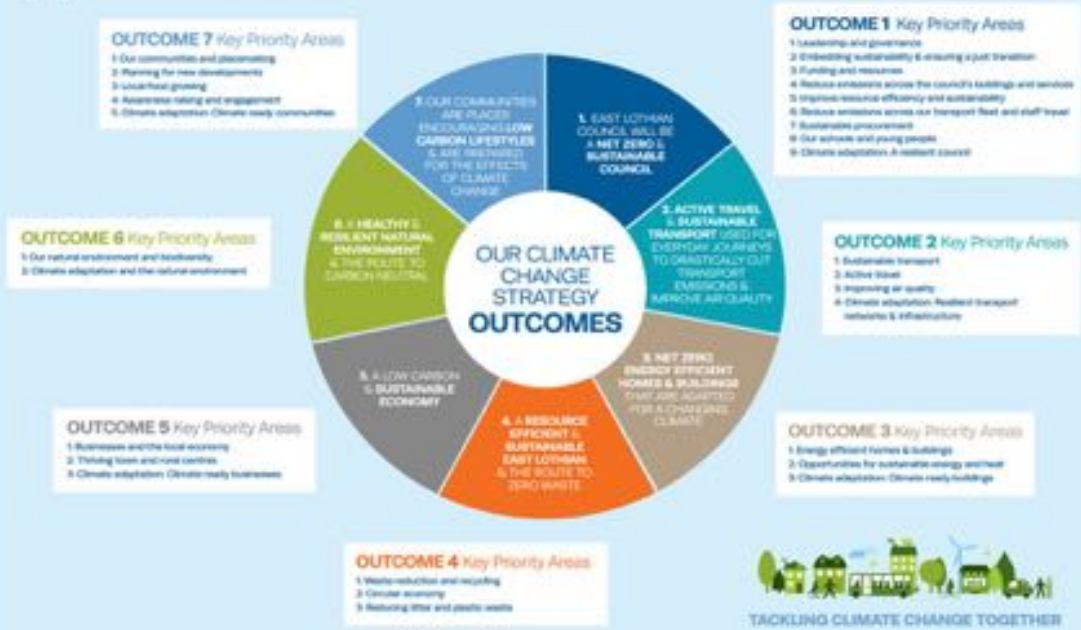 OUR CLIMATE
CHANGE
STRATEGY
OUTCOMES
1. EAST LOTHIAN
COUNCIL WILL BE
A NET ZERO &
SUSTAINABLE
COUNCIL
2. ACTIVE TRAVEL
& SUSTAINABLE
TRANSPORT USED FOR
EVERYDAY JOURNEYS
TO DRASTICALLY CUT
TRANSPORT
EMISSIONS &
IMPROVE AIR QUALITY
3. NET ZERO
ENERGY EFFICIENT
HOMES & BUILDINGS
THAT ARE ADAPTED
FOR A CHANGING
CLIMATE
4. A RESOURCE
EFFICIENT &
SUSTAINABLE
EAST LOTHIAN
& THE ROUTE TO
ZERO WASTE
5. A LOW CARBON
& SUSTAINABLE
ECONOMY
6. A HEALTHY &
RESILIENT NATURAL
ENVIRONMENT
& THE ROUTE TO
CARBON NEUTRAL
7. OUR COMMUNITIES
ARE PLACES
ENCOURAGING LOW
CARBON LIFESTYLES
& ARE PREPARED
FOR THE EFFECTS
OF CLIMATE
CHANGE
OUTCOME 1 Key Priority Areas
1: Leadership and governance
2: Embedding sustainability & ensuring a just transition
3: Funding and resources
4: Reduce emissions across the council's buildings and services
5: Improve resource efficiency and sustainability
6: Reduce emissions across our transport fleet and staff travel
7: Sustainable procurement
8: Our schools and young people
9: Climate adaptation: A resilient council
OUTCOME 2 Key Priority Areas
1: Sustainable transport
2: Active travel
3: Improving air quality
4: Climate adaptation: Resilient transport
networks & infrastructure
OUTCOME 3 Key Priority Areas
1: Energy efficient homes & buildings
2: Opportunities for sustainable energy and heat
3: Climate adaptation: Climate ready buildings
OUTCOME 4 Key Priority Areas
1: Waste reduction and recycling
2: Circular economy
3: Reducing litter and plastic waste
OUTCOME 5 Key Priority Areas
1: Businesses and the local economy
2: Thriving town and rural centres
3: Climate adaptation: Climate ready businesses
OUTCOME 6 Key Priority Areas
1: Our natural environment and biodiversity
2: Climate adaptation and the natural environment
OUTCOME 7 Key Priority Areas
1: Our communities and placemaking
2: Planning for new developments
3: Local food growing
4: Awareness raising and engagement
5: Climate adaptation: Climate ready communities
TACKLING CLIMATE CHANGE TOGETHER